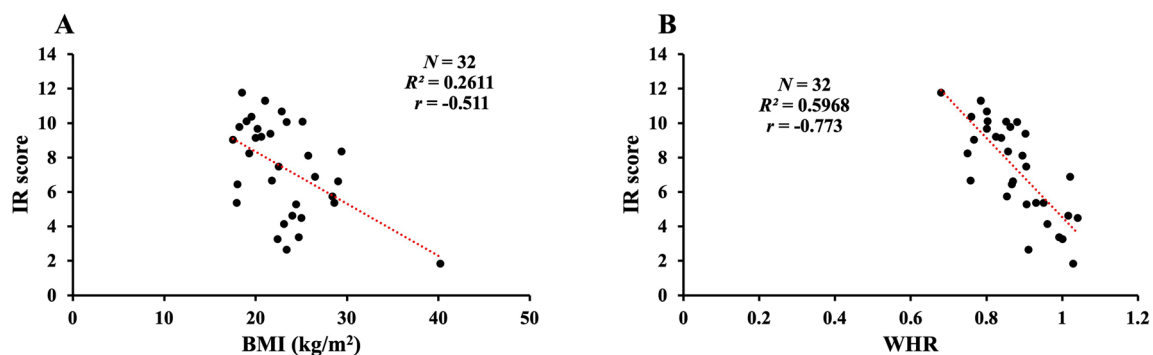 A
N = 32
R² = 0.2611
r = -0.511
IR score
14
12
10
8
6
4
2
0
0 10 20 30 40 50
BMI (kg/m²)
B
N = 32
R² = 0.5968
r = -0.773
IR score
14
12
10
8
6
4
2
0
0 0.2 0.4 0.6 0.8 1 1.2
WHR